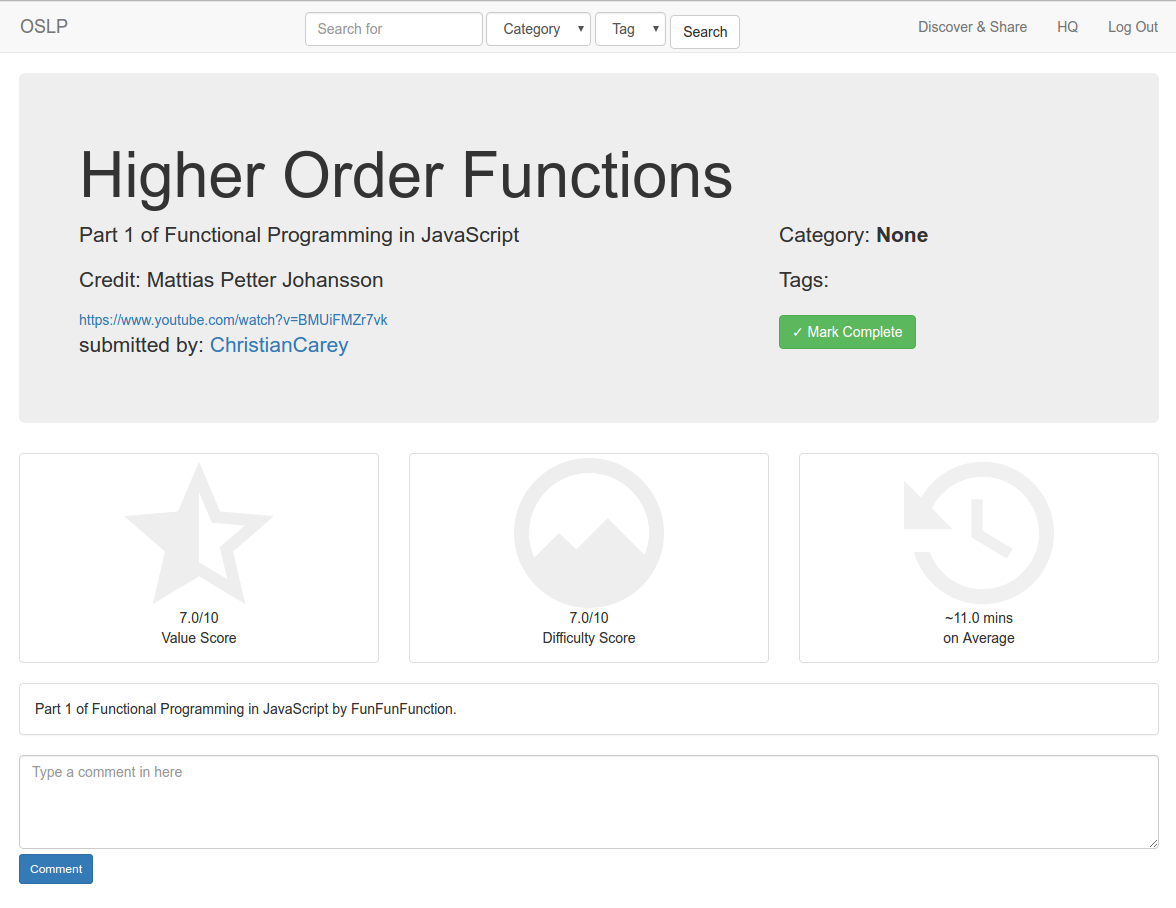 OSLP
Search for
Category
Tag
Search
Discover & Share
HQ
Log Out
Higher Order Functions
Part 1 of Functional Programming in JavaScript
Category: None
Credit: Mattias Petter Johansson
Tags:
https://www.youtube.com/watch?v=BMUiFMZr7vk
✓ Mark Complete
submitted by: ChristianCarey
7.0/10
Value Score
7.0/10
Difficulty Score
~11.0 mins
on Average
Part 1 of Functional Programming in JavaScript by FunFunFunction.
Type a comment in here
Comment